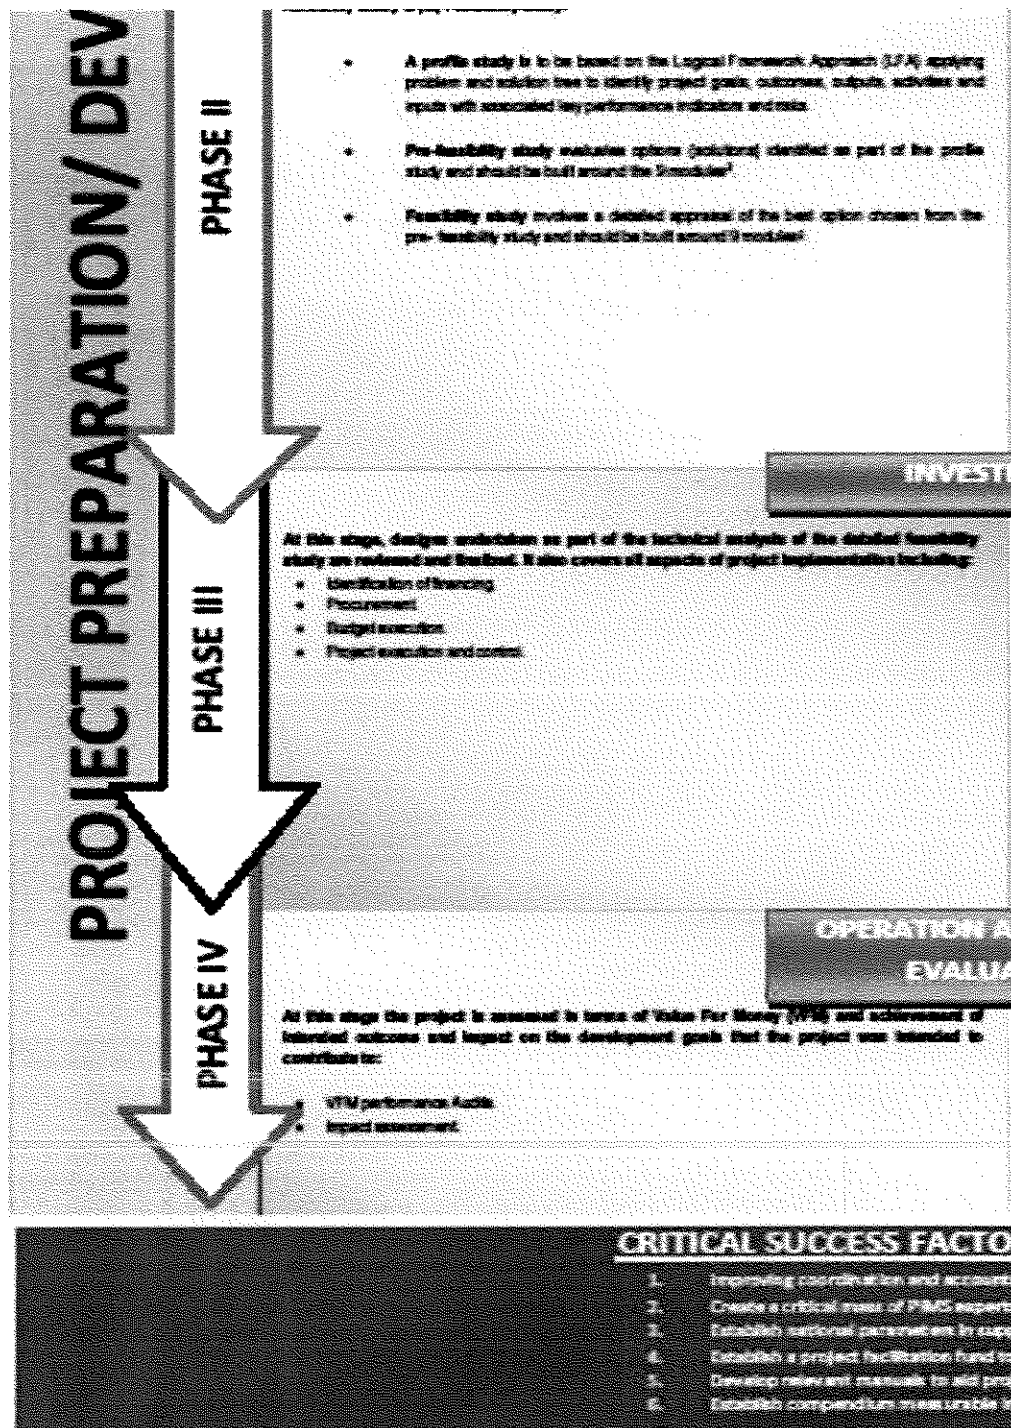 PROJECT PREPARATION/ DEV
PHASE II
• A profile study is to be based on the Logical Framework Approach (LFA) applying
problem and solution tree to identify project goals, outcomes, outputs, activities and
inputs with associated key performance indicators and risks.
• Pre-feasibility study evaluates options (solutions) identified as part of the profile
study and should be built around the 9 modules
• Feasibility study involves a detailed appraisal of the best option chosen from the
pre- feasibility study and should be built around 9 modules
INVESTI
PHASE III
At this stage, designs undertaken as part of the technical analysis of the detailed feasibility
study are reviewed and finalized. It also covers all aspects of project implementation including:
• Identification of financing.
• Procurement.
• Budget execution.
• Project execution and control.
OPERATION A
EVALUA
PHASE IV
At this stage the project is assessed in terms of Value For Money (VFM) and achievement of
intended outcome and impact on the development goals that the project was intended to
contribute to:
• VFM performance Audits.
• Impact assessment.
CRITICAL SUCCESS FACTO
1. Improving coordination and account
2. Create a critical mass of PIMS expert
3. Establish national parameters in supp
4. Establish a project facilitation fund to
5. Develop relevant manuals to aid pro
6. Establish compendium measurable i